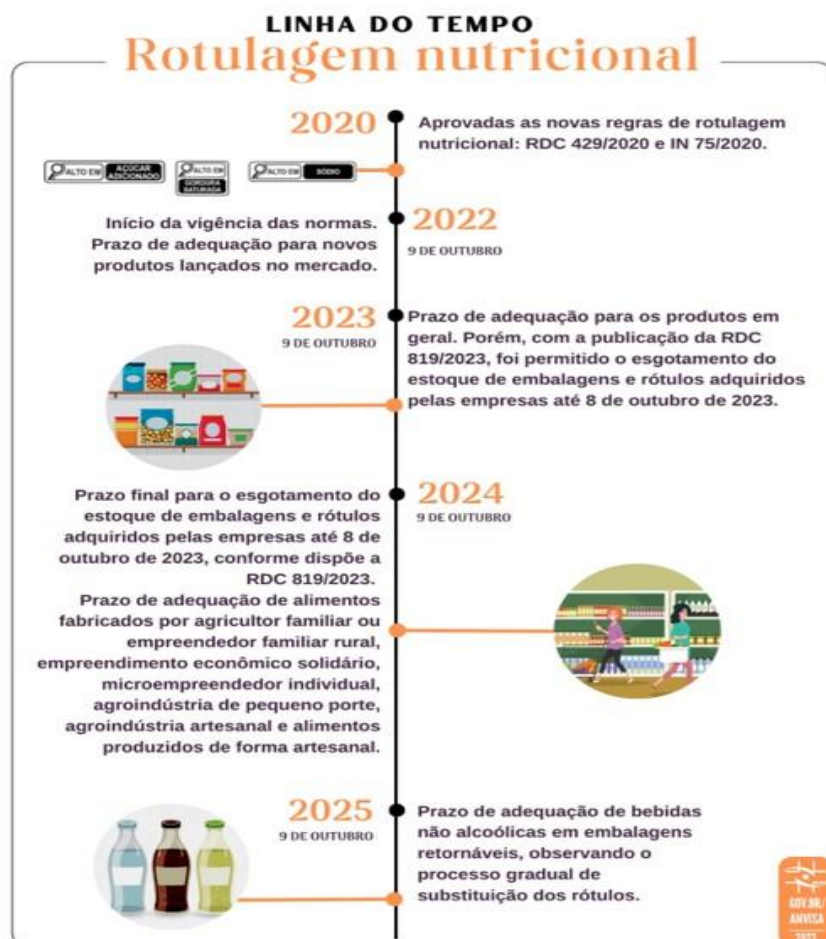 LINHA DO TEMPO
Rotulagem nutricional
2020
Aprovadas as novas regras de rotulagem
nutricional: RDC 429/2020 e IN 75/2020.
ALTO EM AÇÚCAR ADICIONADO
ALTO EM GORDURA SATURADA
ALTO EM SÓDIO
2022
9 DE OUTUBRO
Início da vigência das normas.
Prazo de adequação para novos
produtos lançados no mercado.
2023
9 DE OUTUBRO
Prazo de adequação para os produtos em
geral. Porém, com a publicação da RDC
819/2023, foi permitido o esgotamento do
estoque de embalagens e rótulos adquiridos
pelas empresas até 8 de outubro de 2023.
2024
9 DE OUTUBRO
Prazo final para o esgotamento do
estoque de embalagens e rótulos
adquiridos pelas empresas até 8 de
outubro de 2023, conforme dispõe a
RDC 819/2023.
Prazo de adequação de alimentos
fabricados por agricultor familiar ou
empreendedor familiar rural,
empreendimento econômico solidário,
microempreendedor individual,
agroindústria de pequeno porte,
agroindústria artesanal e alimentos
produzidos de forma artesanal.
2025
9 DE OUTUBRO
Prazo de adequação de bebidas
não alcoólicas em embalagens
retornáveis, observando o
processo gradual de
substituição dos rótulos.
GOV.BR/
ANVISA
2023